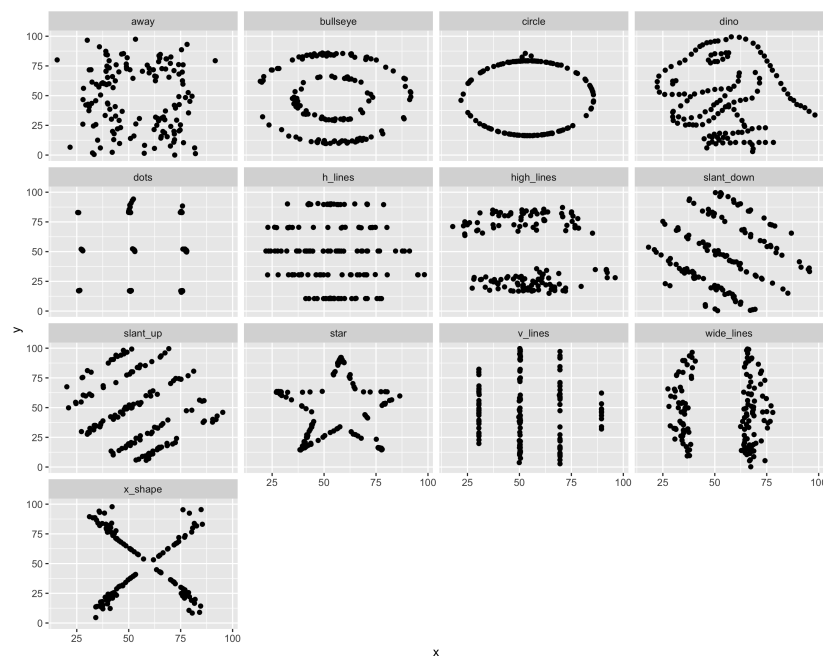 away bullseye circle dino
100
75
50
25
0
dots h_lines high_lines slant_down
100
75
50
25
0
slant_up star v_lines wide_lines
100
75
50
25
0
25 50 75 100 25 50 75 100 25 50 75 100
x_shape
100
75
50
25
0
25 50 75 100
x
y